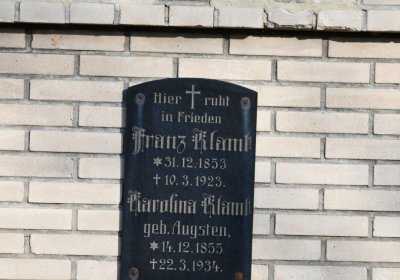 Hier ✝ ruht
in Frieden
Franz Klamt
✶31.12.1853
✝10.3.1923.
Karolina Klamt
geb. Augsten,
✶14.12.1855
✝22.3.1934.